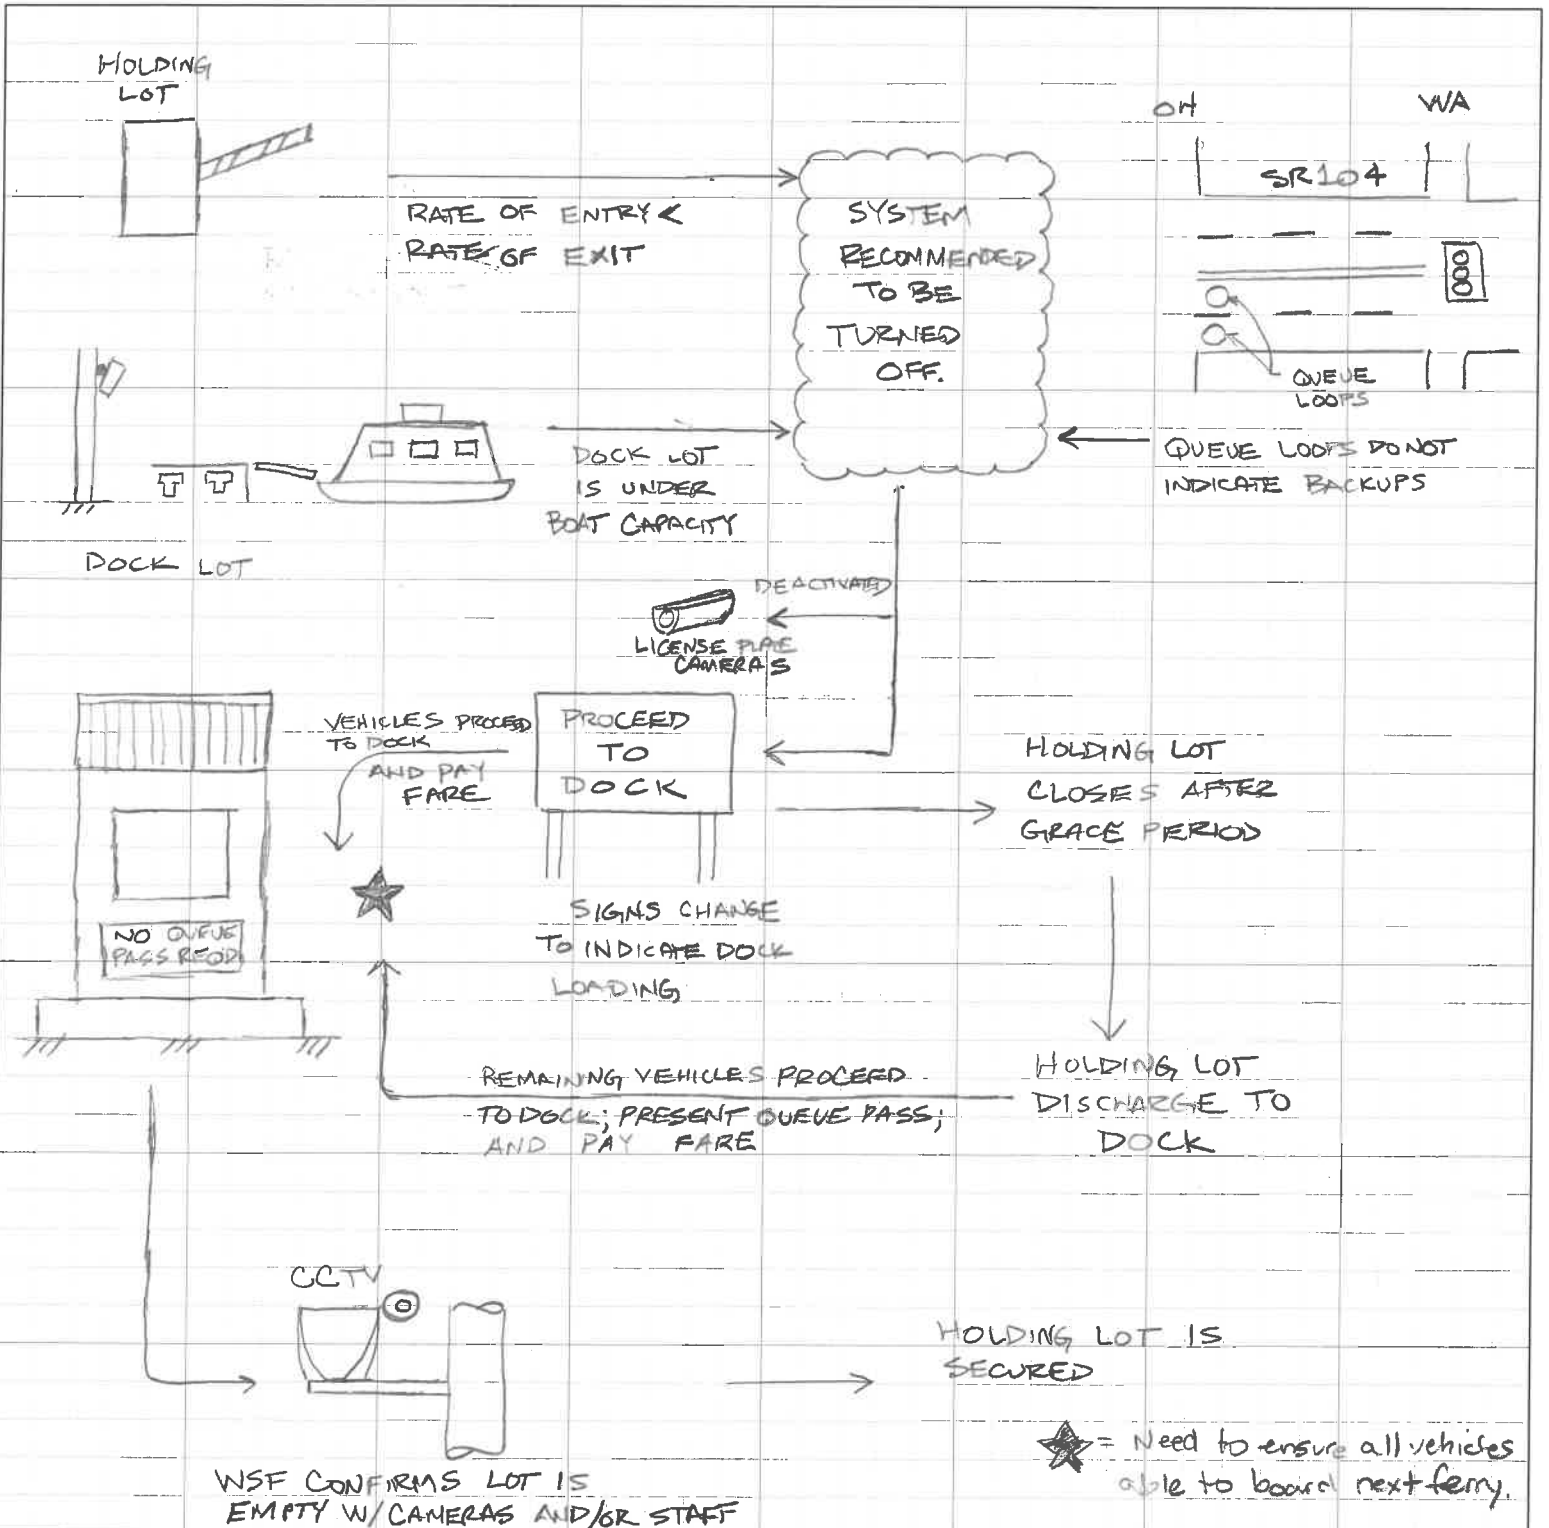 HOLDING
LOT
OH
WA
SR104
RATE OF ENTRY <
RATE OF EXIT
SYSTEM
RECOMMENDED
TO BE
TURNED
OFF.
QUEUE
LOOPS
DOCK LOT
IS UNDER
BOAT CAPACITY
QUEUE LOOPS DO NOT
INDICATE BACKUPS
DOCK LOT
DEACTIVATED
LICENSE PLATE
CAMERAS
VEHICLES PROCEED
TO DOCK
AND PAY
FARE
PROCEED
TO
DOCK
HOLDING LOT
CLOSES AFTER
GRACE PERIOD
NO QUEUE
PASS REQD
SIGNS CHANGE
TO INDICATE DOCK
LOADING
REMAINING VEHICLES PROCEED
TO DOCK; PRESENT QUEUE PASS;
AND PAY FARE
HOLDING LOT
DISCHARGE TO
DOCK
CCTV
HOLDING LOT IS
SECURED
WSF CONFIRMS LOT IS
EMPTY W/ CAMERAS AND/OR STAFF
= Need to ensure all vehicles
able to board next ferry.